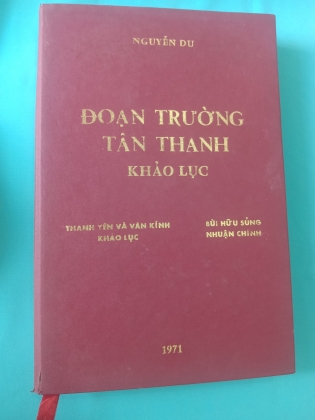 NGUYỄN DU
ĐOẠN TRƯỜNG
TÂN THANH
KHẢO LỤC
THANH YÊN VÀ VÂN KÍNH
KHẢO LỤC
BÙI HỮU SỦNG
NHUẬN CHÍNH
1971